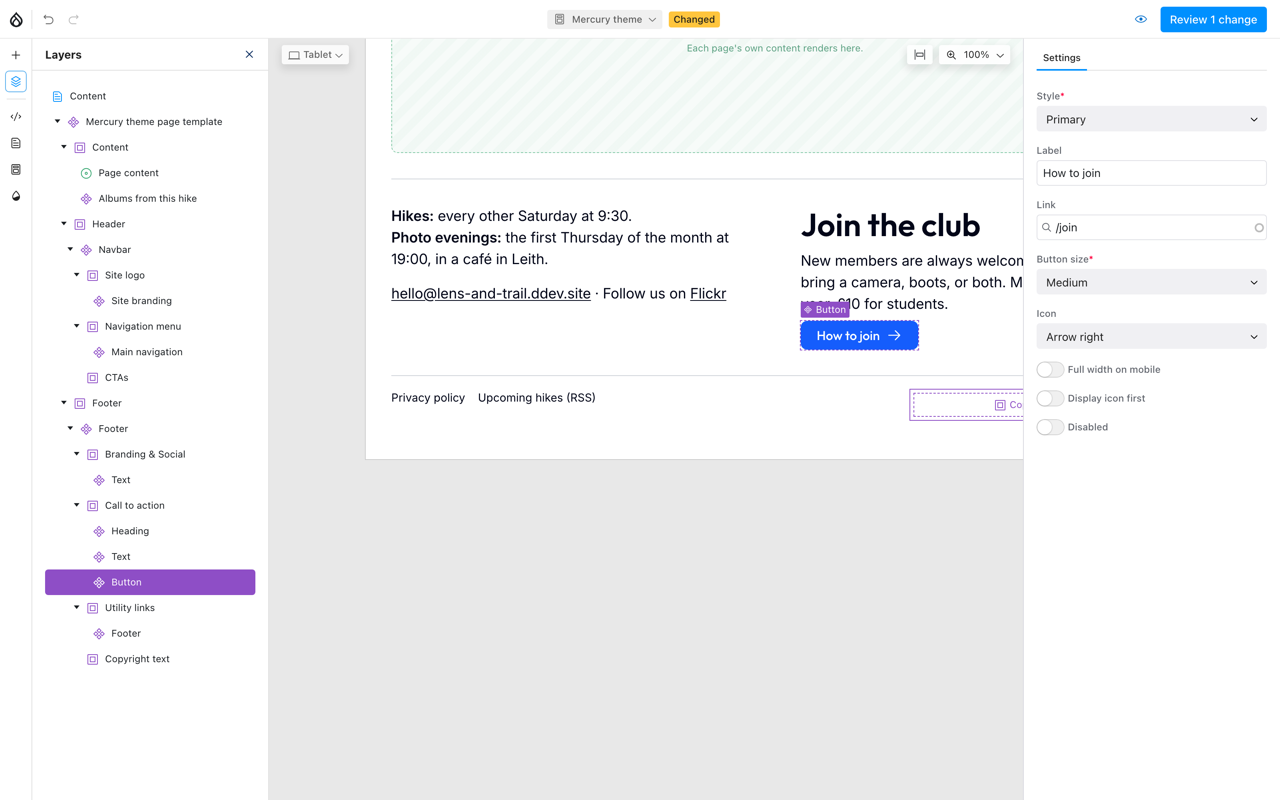 Mercury theme
Changed
Review 1 change
Layers
Content
Mercury theme page template
Content
Page content
Albums from this hike
Header
Navbar
Site logo
Site branding
Navigation menu
Main navigation
CTAs
Footer
Footer
Branding & Social
Text
Call to action
Heading
Text
Button
Utility links
Footer
Copyright text
Tablet
100%
Each page's own content renders here.
Hikes: every other Saturday at 9:30.
Photo evenings: the first Thursday of the month at
19:00, in a café in Leith.
hello@lens-and-trail.ddev.site · Follow us on Flickr
Join the club
New members are always welcom
bring a camera, boots, or both. M
£10 for students.
Button
How to join
Privacy policy
Upcoming hikes (RSS)
Co
Settings
Style*
Primary
Label
How to join
Link
/join
Button size*
Medium
Icon
Arrow right
Full width on mobile
Display icon first
Disabled